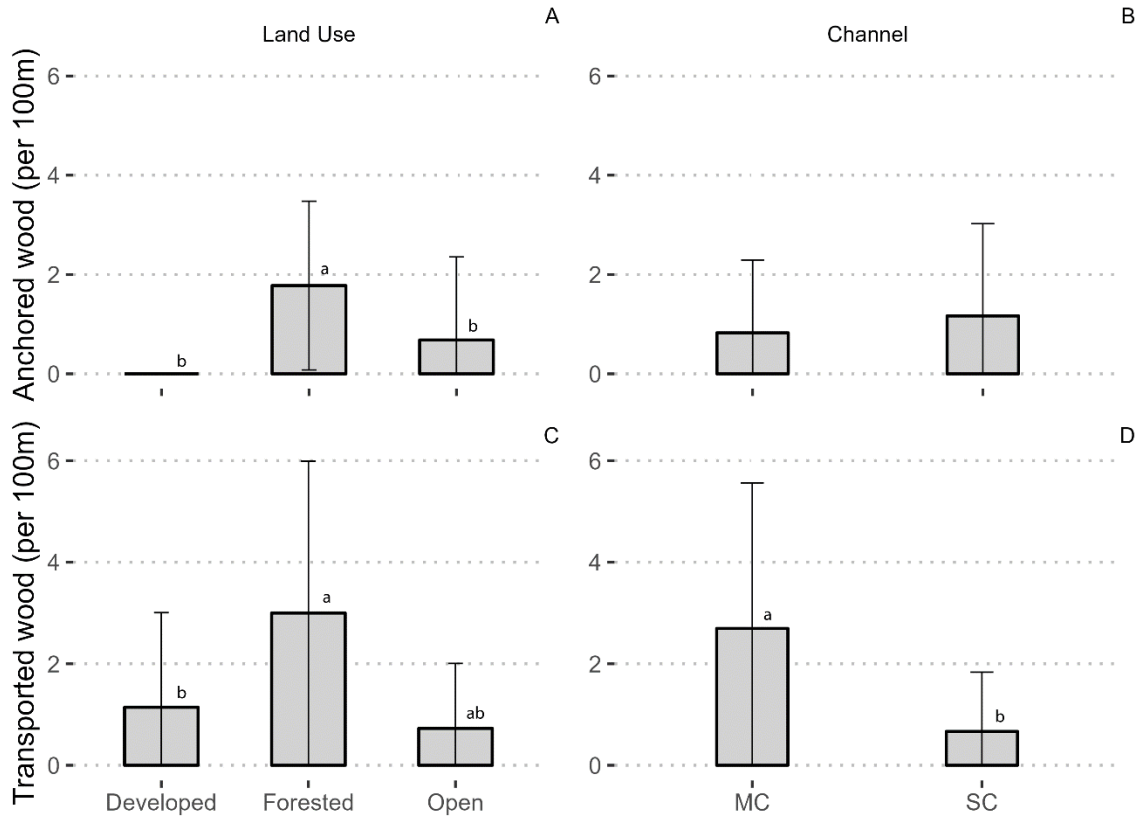 A
B
Land Use
Channel
Anchored wood (per 100m)
6
4
2
0
b
a
b
6
4
2
0
C
D
Transported wood (per 100m)
6
4
2
0
b
a
ab
Developed
Forested
Open
6
4
2
0
a
b
MC
SC